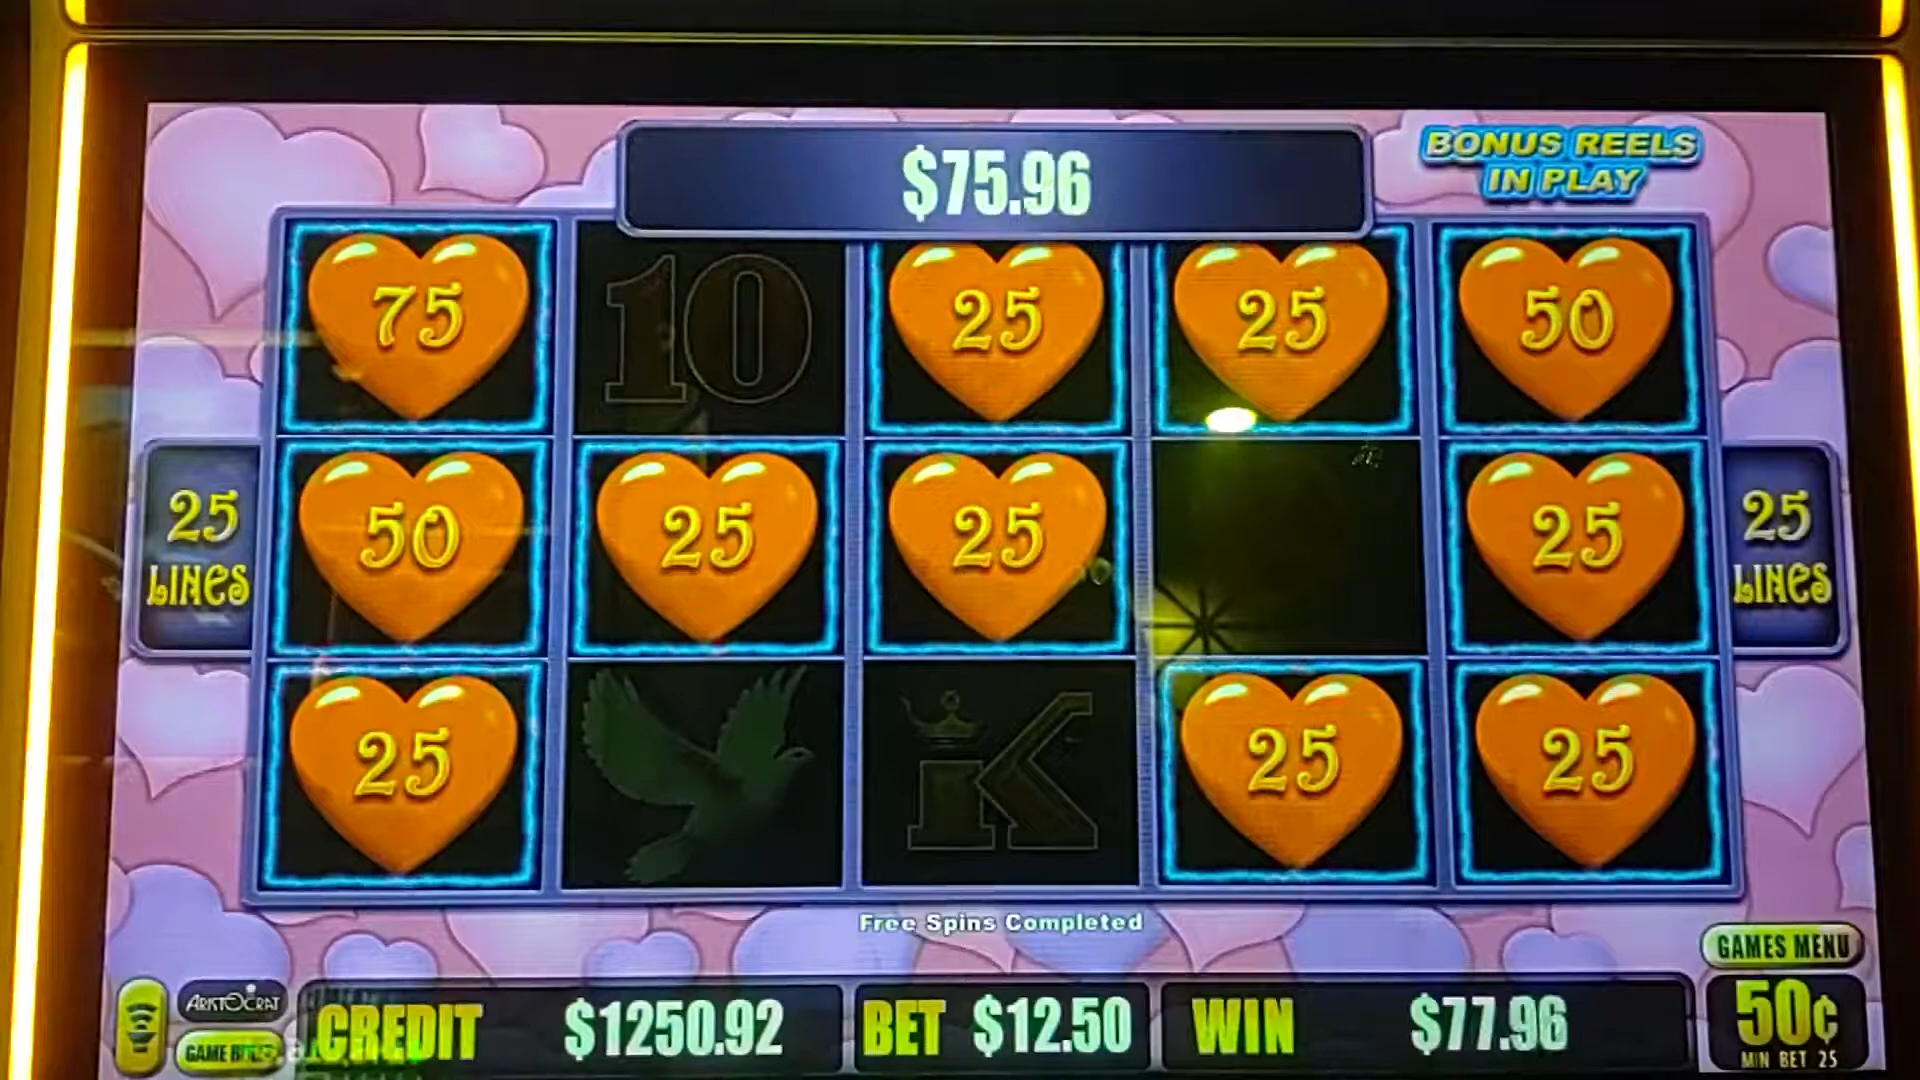 $75.96
BONUS REELS
IN PLAY
75
10
25
25
50
25
LINES
50
25
25
25
25
LINES
25
K
25
25
Free Spins Completed
GAMES MENU
ARISTOCRAT
CREDIT $1250.92
BET $12.50
WIN $77.96
50¢
MIN BET 25
GAME